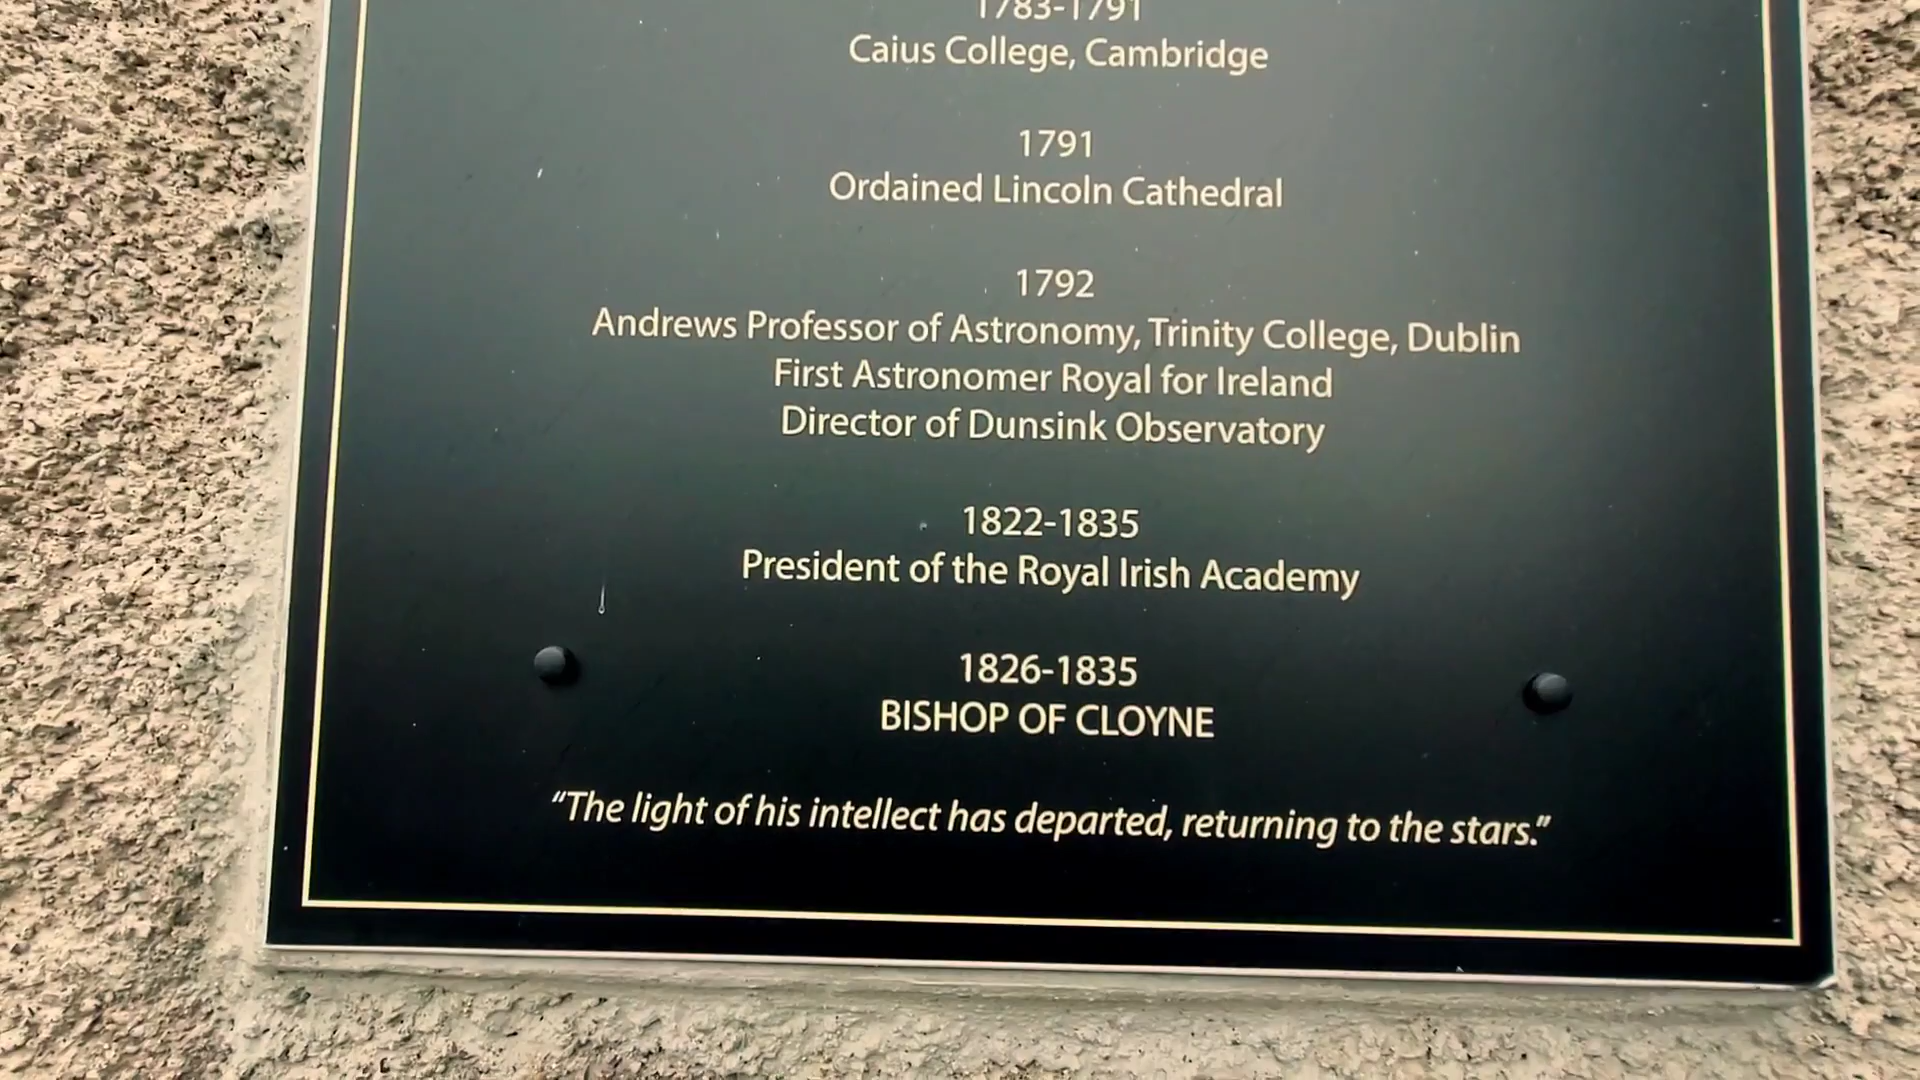 1783-1791
Caius College, Cambridge
1791
Ordained Lincoln Cathedral
1792
Andrews Professor of Astronomy, Trinity College, Dublin
First Astronomer Royal for Ireland
Director of Dunsink Observatory
1822-1835
President of the Royal Irish Academy
1826-1835
BISHOP OF CLOYNE
“The light of his intellect has departed, returning to the stars.”